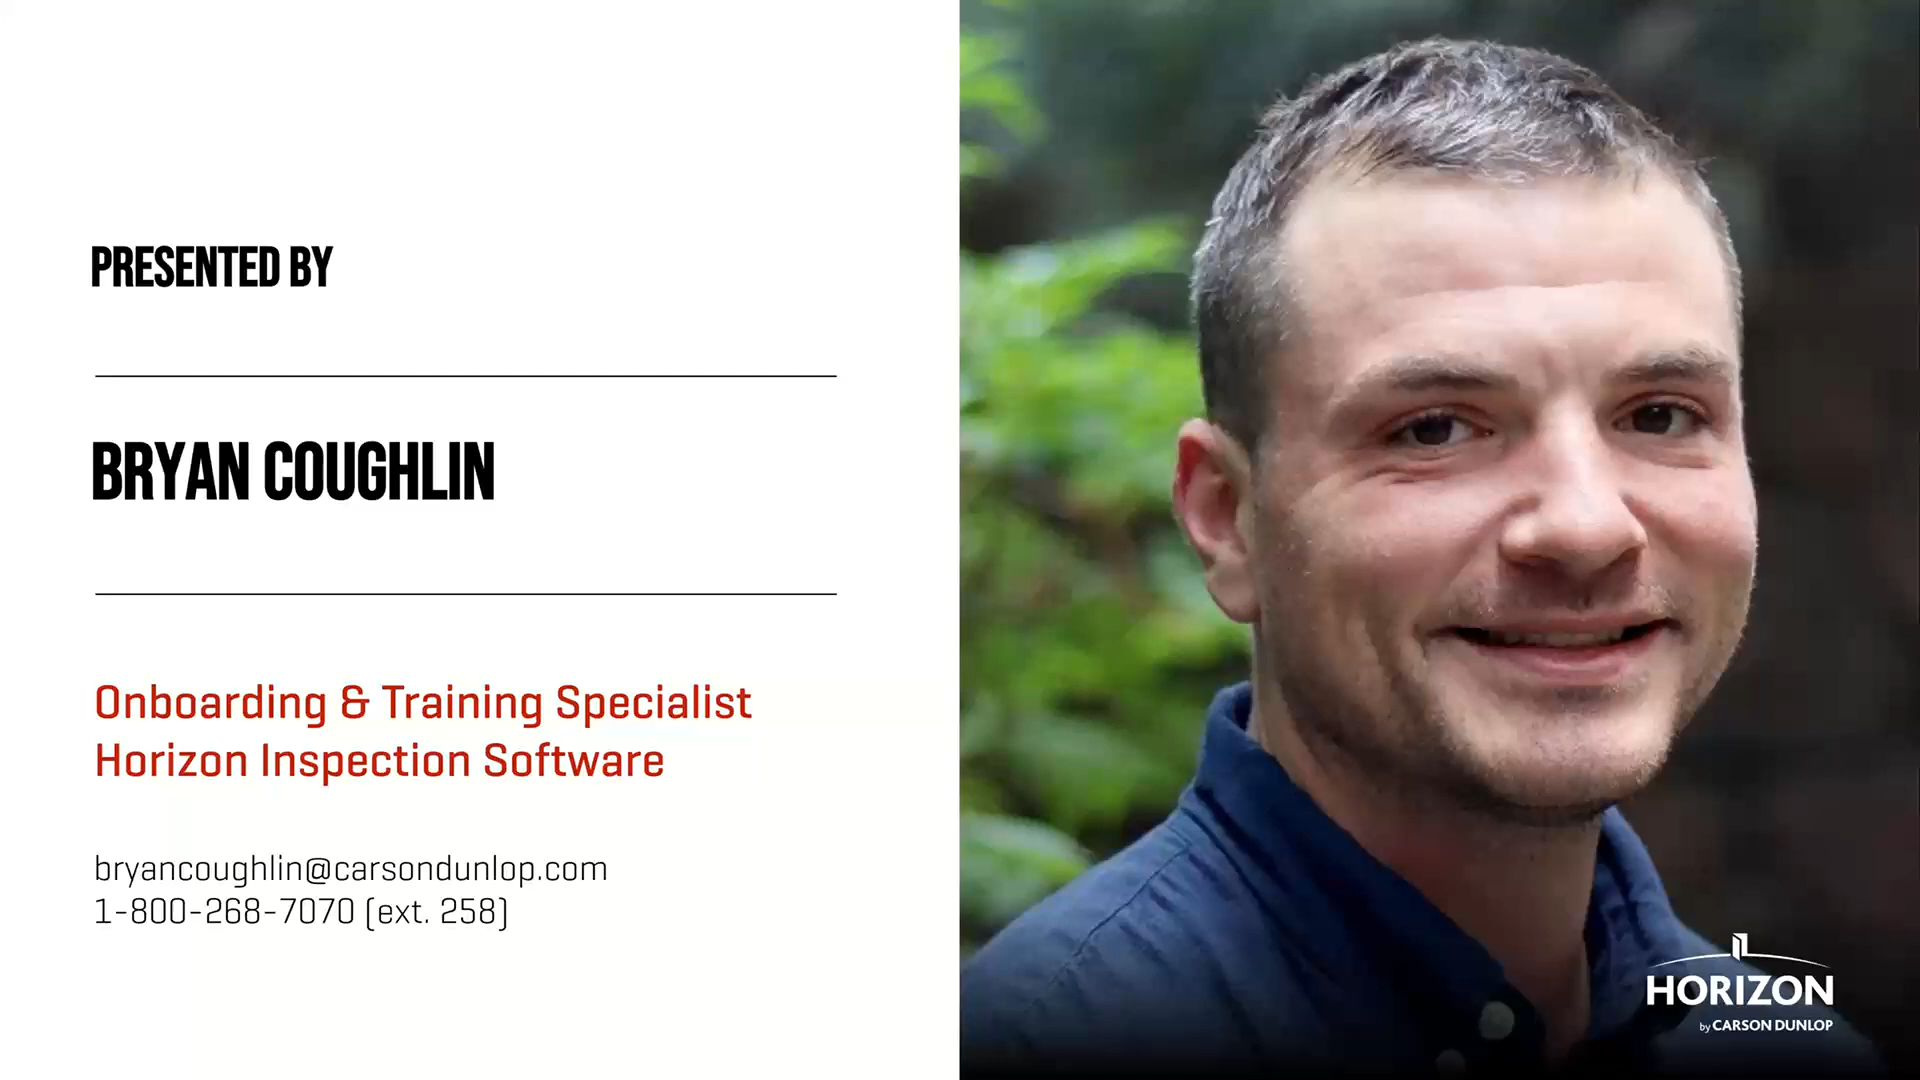 PRESENTED BY
BRYAN COUGHLIN
Onboarding & Training Specialist
Horizon Inspection Software
bryancoughlin@carsondunlop.com
1-800-268-7070 (ext. 258)
HORIZON
by CARSON DUNLOP